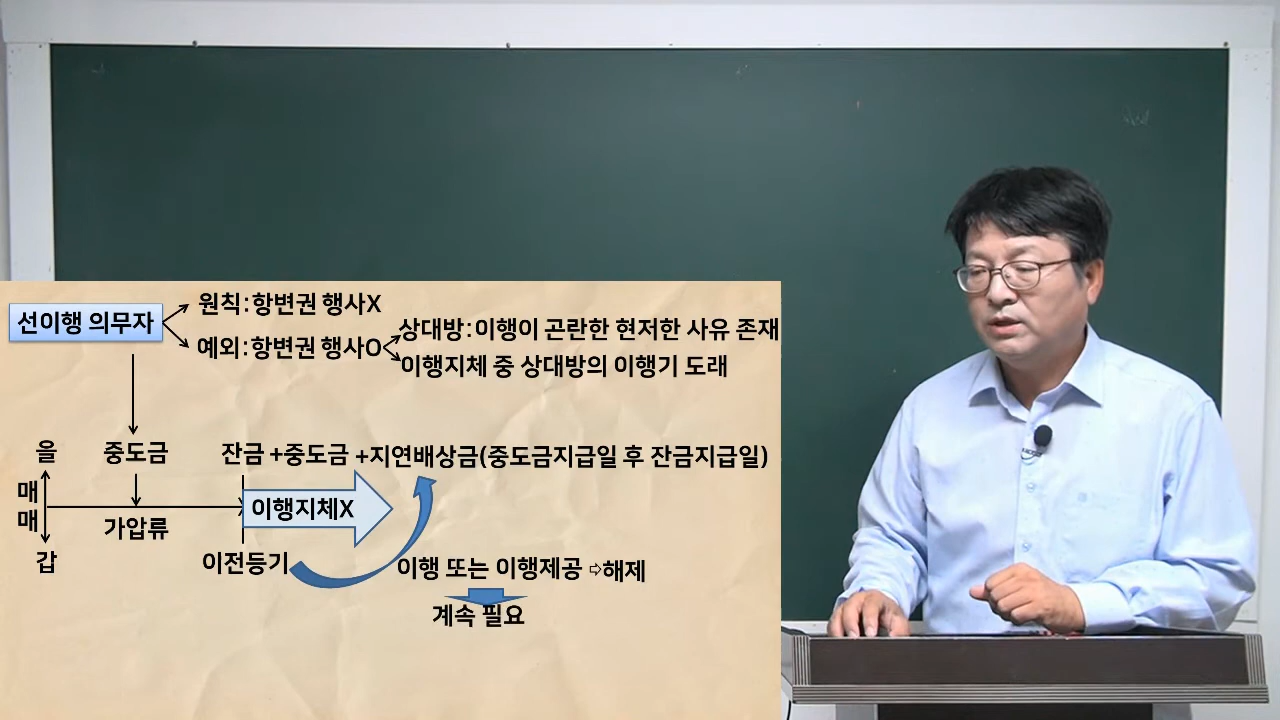 선이행 의무자
원칙:항변권 행사X
예외:항변권 행사O
상대방:이행이 곤란한 현저한 사유 존재
이행지체 중 상대방의 이행기 도래
을
중도금
잔금 +중도금 +지연배상금(중도금지급일 후 잔금지급일)
매
매
가압류
이행지체X
갑
이전등기
이행 또는 이행제공 ⇨해제
계속 필요